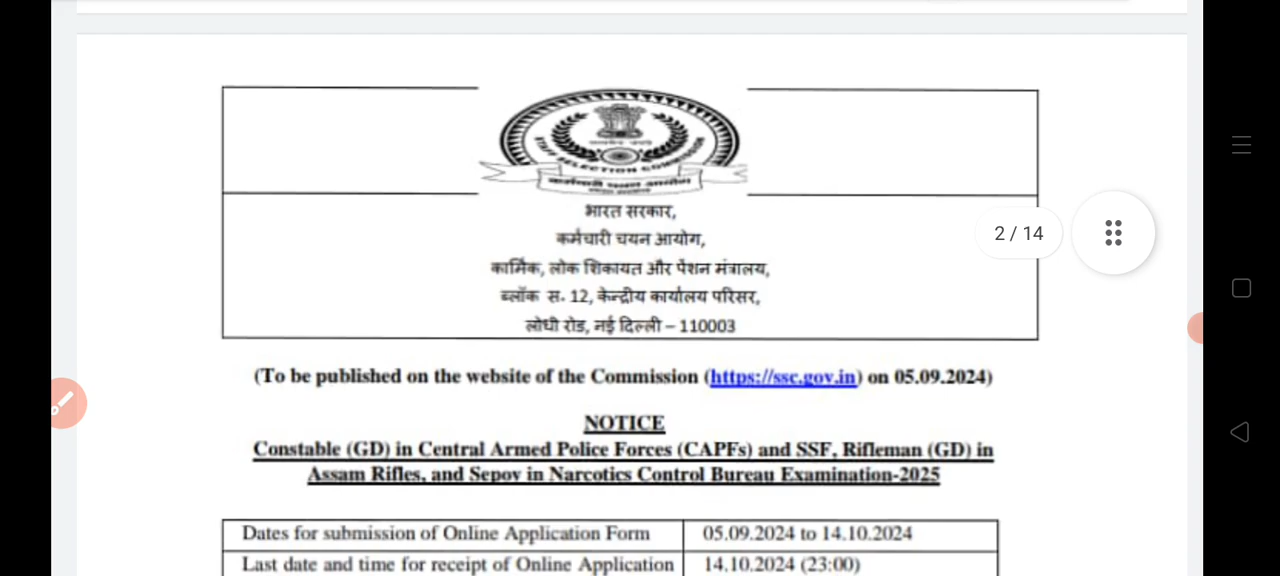 STAFF SELECTION COMMISSION
भारत सरकार,
कर्मचारी चयन आयोग,
कार्मिक, लोक शिकायत और पेंशन मंत्रालय,
ब्लॉक स. 12, केन्द्रीय कार्यालय परिसर,
लोधी रोड, नई दिल्ली – 110003
2 / 14
(To be published on the website of the Commission (https://ssc.gov.in) on 05.09.2024)
NOTICE
Constable (GD) in Central Armed Police Forces (CAPFs) and SSF, Rifleman (GD) in
Assam Rifles, and Sepoy in Narcotics Control Bureau Examination-2025
Dates for submission of Online Application Form 05.09.2024 to 14.10.2024
Last date and time for receipt of Online Application 14.10.2024 (23:00)